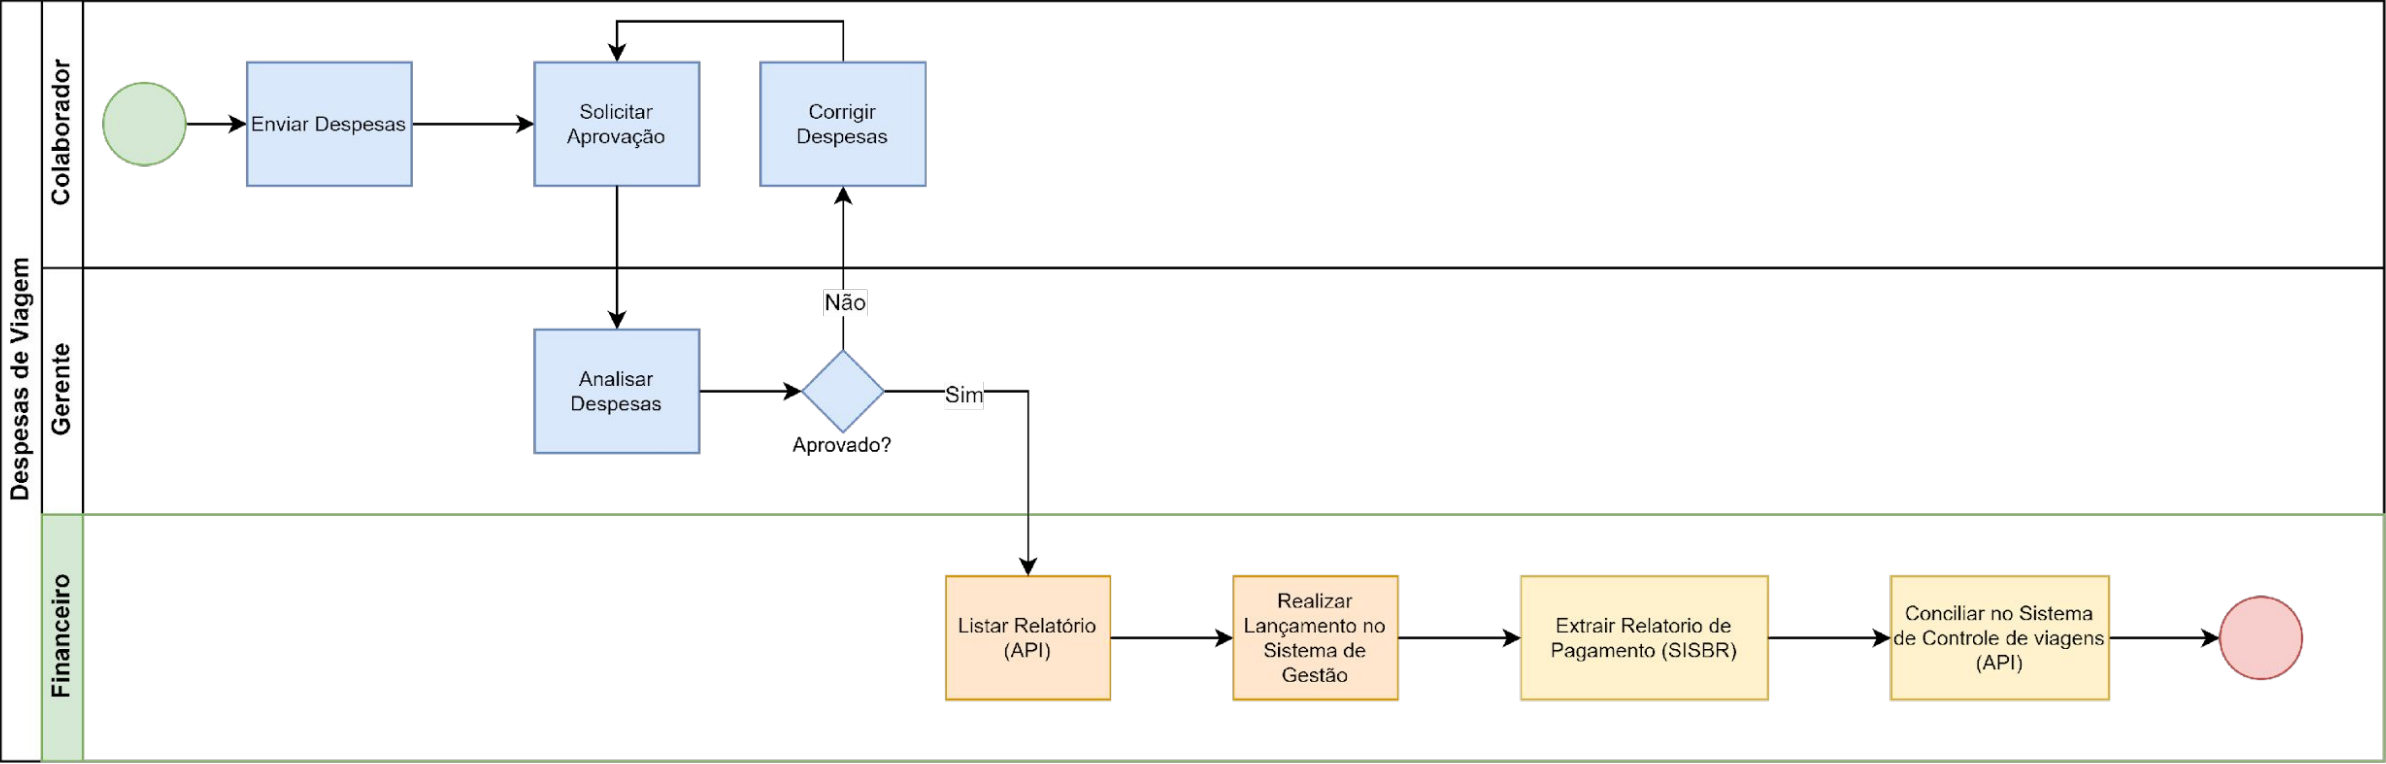 Despesas de Viagem
Colaborador
Enviar Despesas
Solicitar
Aprovação
Corrigir
Despesas
Gerente
Analisar
Despesas
Aprovado?
Não
Sim
Financeiro
Listar Relatório
(API)
Realizar
Lançamento no
Sistema de
Gestão
Extrair Relatorio de
Pagamento (SISBR)
Conciliar no Sistema
de Controle de viagens
(API)